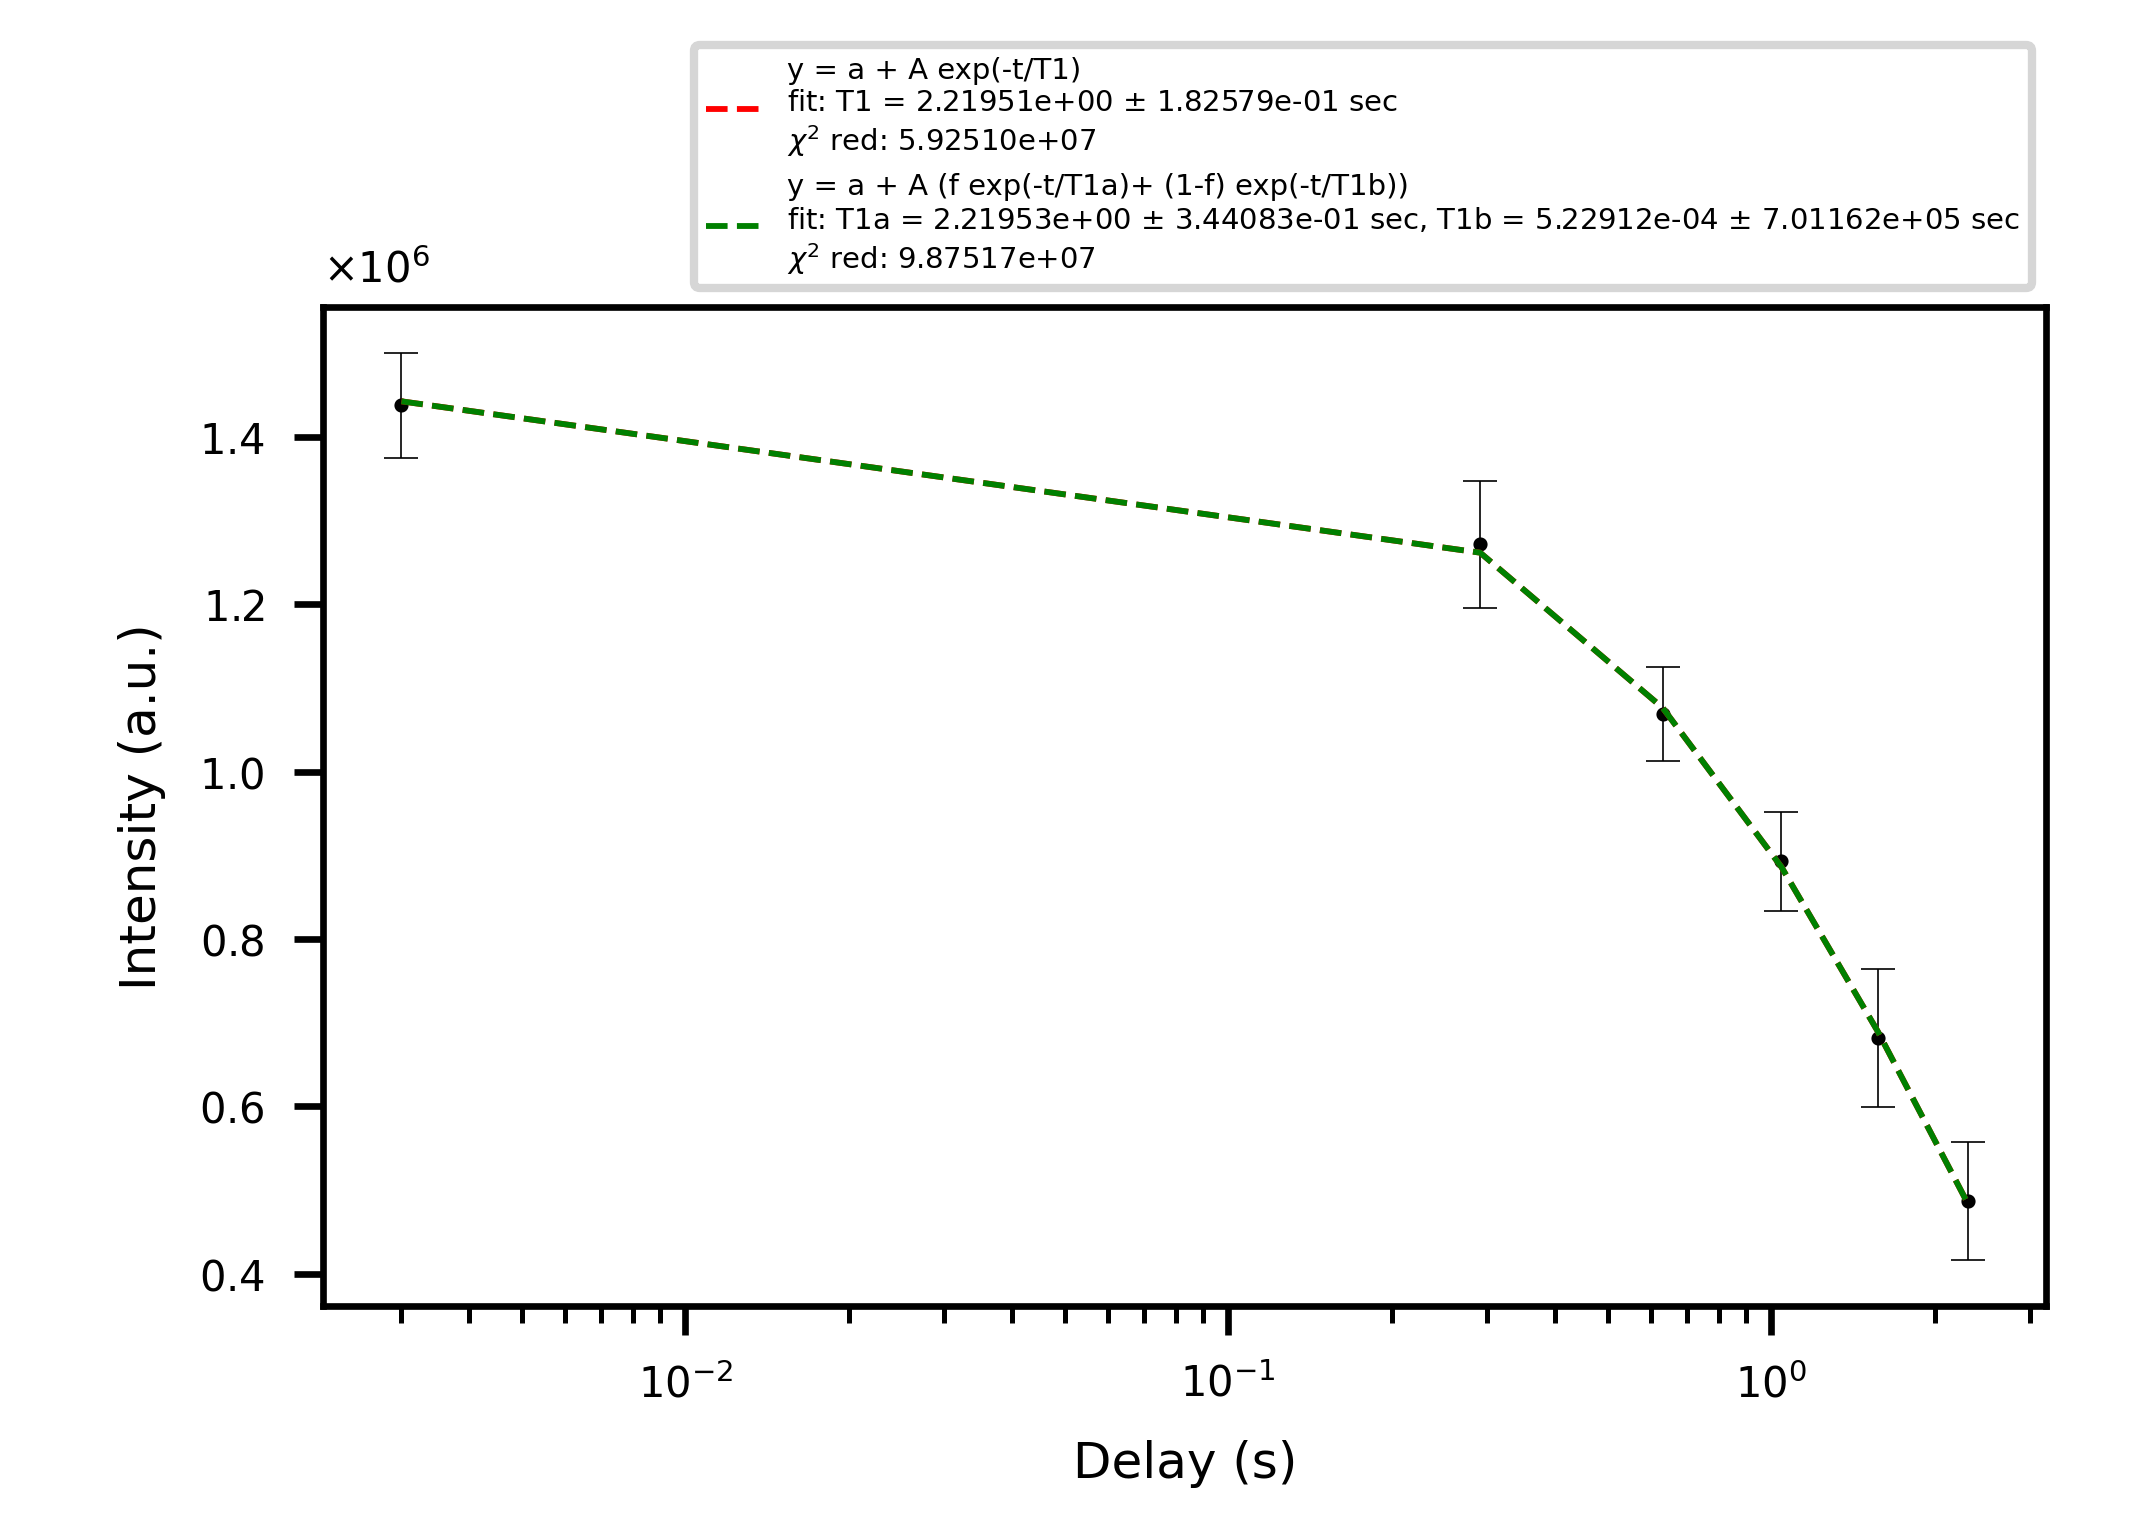 y = a + A exp(-t/T1)
fit: T1 = 2.21951e+00 ± 1.82579e-01 sec
χ² red: 5.92510e+07
y = a + A (f exp(-t/T1a)+ (1-f) exp(-t/T1b))
fit: T1a = 2.21953e+00 ± 3.44083e-01 sec, T1b = 5.22912e-04 ± 7.01162e+05 sec
χ² red: 9.87517e+07
×10⁶
1.4
1.2
1.0
0.8
0.6
0.4
Intensity (a.u.)
10⁻² 10⁻¹ 10⁰
Delay (s)